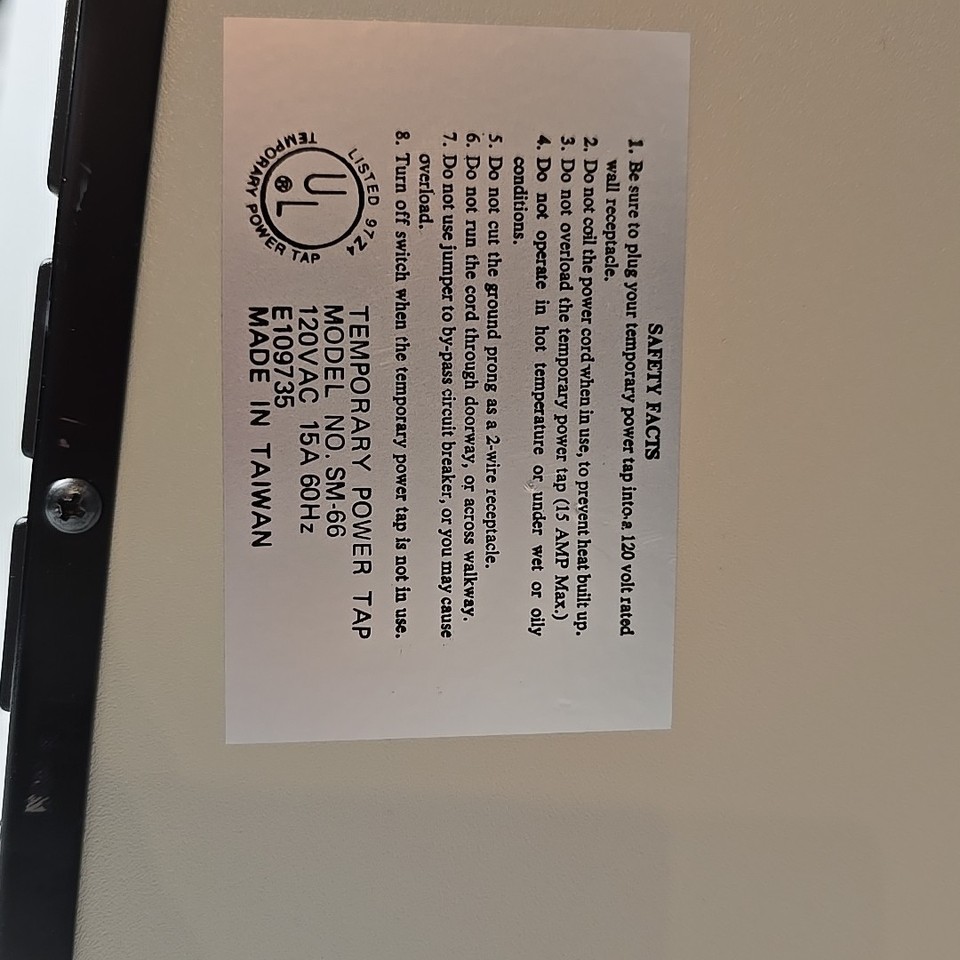 SAFETY FACTS
1. Be sure to plug your temporary power tap into a 120 volt rated
wall receptacle.
2. Do not coil the power cord when in use, to prevent heat built up.
3. Do not overload the temporary power tap (15 AMP Max.)
4. Do not operate in hot temperature or under wet or oily
conditions.
5. Do not cut the ground prong as a 2-wire receptacle.
6. Do not run the cord through doorway, or across walkway.
7. Do not use jumper to by-pass circuit breaker, or you may cause
overload.
8. Turn off switch when the temporary power tap is not in use.
LISTED 97Z4
UL
®
TEMPORARY POWER TAP
TEMPORARY POWER TAP
MODEL NO. SM-66
120VAC 15A 60Hz
E109735
MADE IN TAIWAN